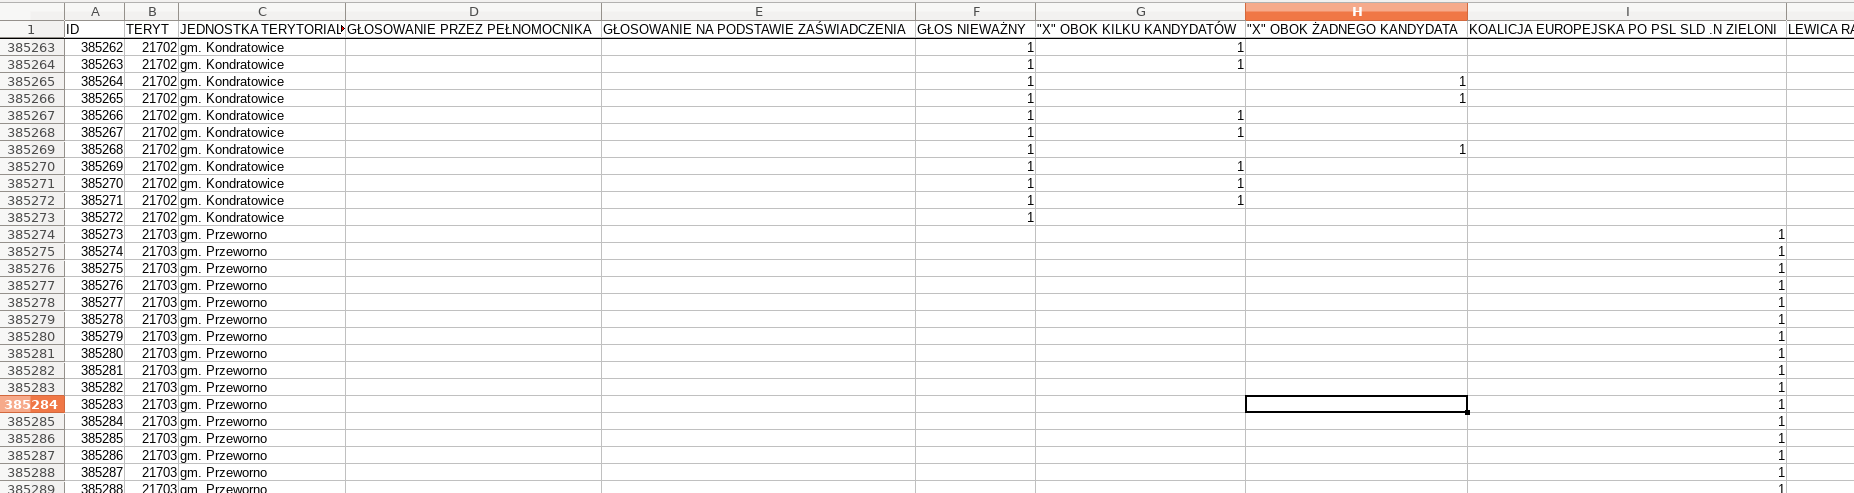 A B C D E F G H I
1 ID TERYT JEDNOSTKA TERYTORIAL GŁOSOWANIE PRZEZ PEŁNOMOCNIKA GŁOSOWANIE NA PODSTAWIE ZAŚWIADCZENIA GŁOS NIEWAŻNY "X" OBOK KILKU KANDYDATÓW "X" OBOK ŻADNEGO KANDYDATA KOALICJA EUROPEJSKA PO PSL SLD .N ZIELONI LEWICA RA
385263 385262 21702 gm. Kondratowice 1 1
385264 385263 21702 gm. Kondratowice 1 1
385265 385264 21702 gm. Kondratowice 1 1
385266 385265 21702 gm. Kondratowice 1 1
385267 385266 21702 gm. Kondratowice 1 1
385268 385267 21702 gm. Kondratowice 1 1
385269 385268 21702 gm. Kondratowice 1 1
385270 385269 21702 gm. Kondratowice 1 1
385271 385270 21702 gm. Kondratowice 1 1
385272 385271 21702 gm. Kondratowice 1 1
385273 385272 21702 gm. Kondratowice 1
385274 385273 21703 gm. Przeworno 1
385275 385274 21703 gm. Przeworno 1
385276 385275 21703 gm. Przeworno 1
385277 385276 21703 gm. Przeworno 1
385278 385277 21703 gm. Przeworno 1
385279 385278 21703 gm. Przeworno 1
385280 385279 21703 gm. Przeworno 1
385281 385280 21703 gm. Przeworno 1
385282 385281 21703 gm. Przeworno 1
385283 385282 21703 gm. Przeworno 1
385284 385283 21703 gm. Przeworno 1
385285 385284 21703 gm. Przeworno 1
385286 385285 21703 gm. Przeworno 1
385287 385286 21703 gm. Przeworno 1
385288 385287 21703 gm. Przeworno 1
385289 385288 21703 gm. Przeworno 1